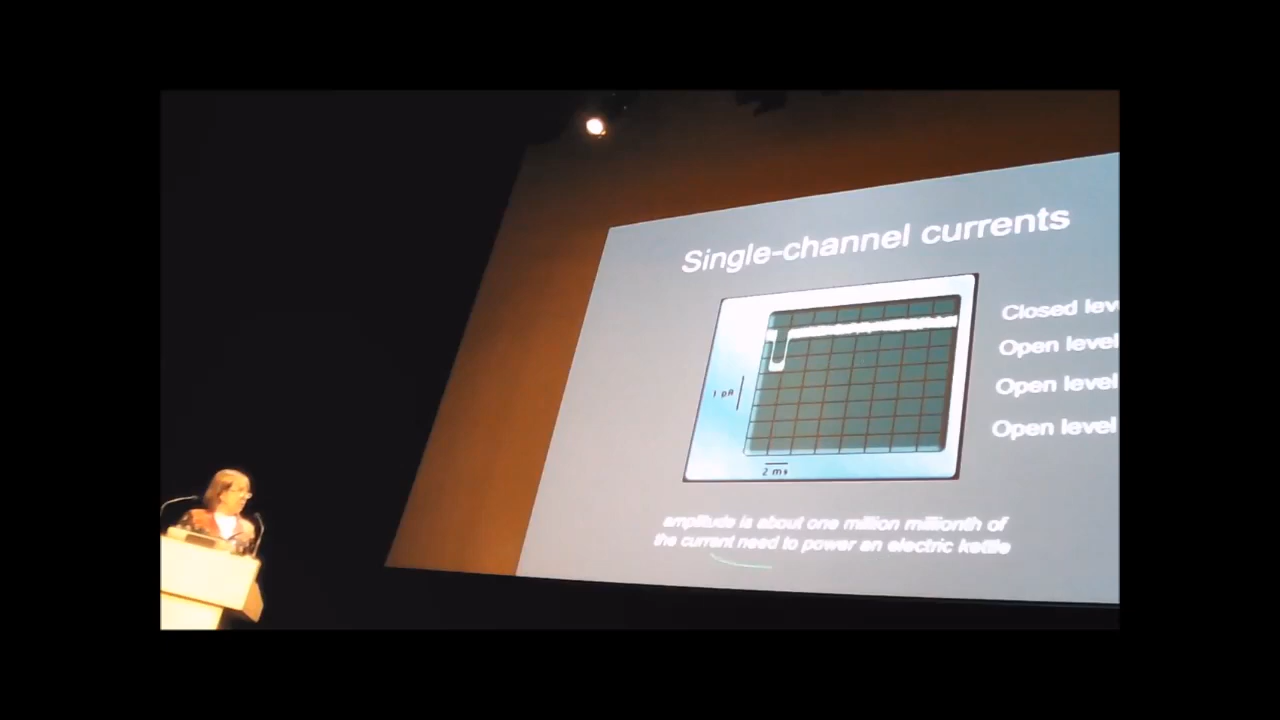 Single-channel currents
Closed lev
Open level
Open level
Open level
1 pA
2 ms
amplitude is about one million millionth of
the current need to power an electric kettle